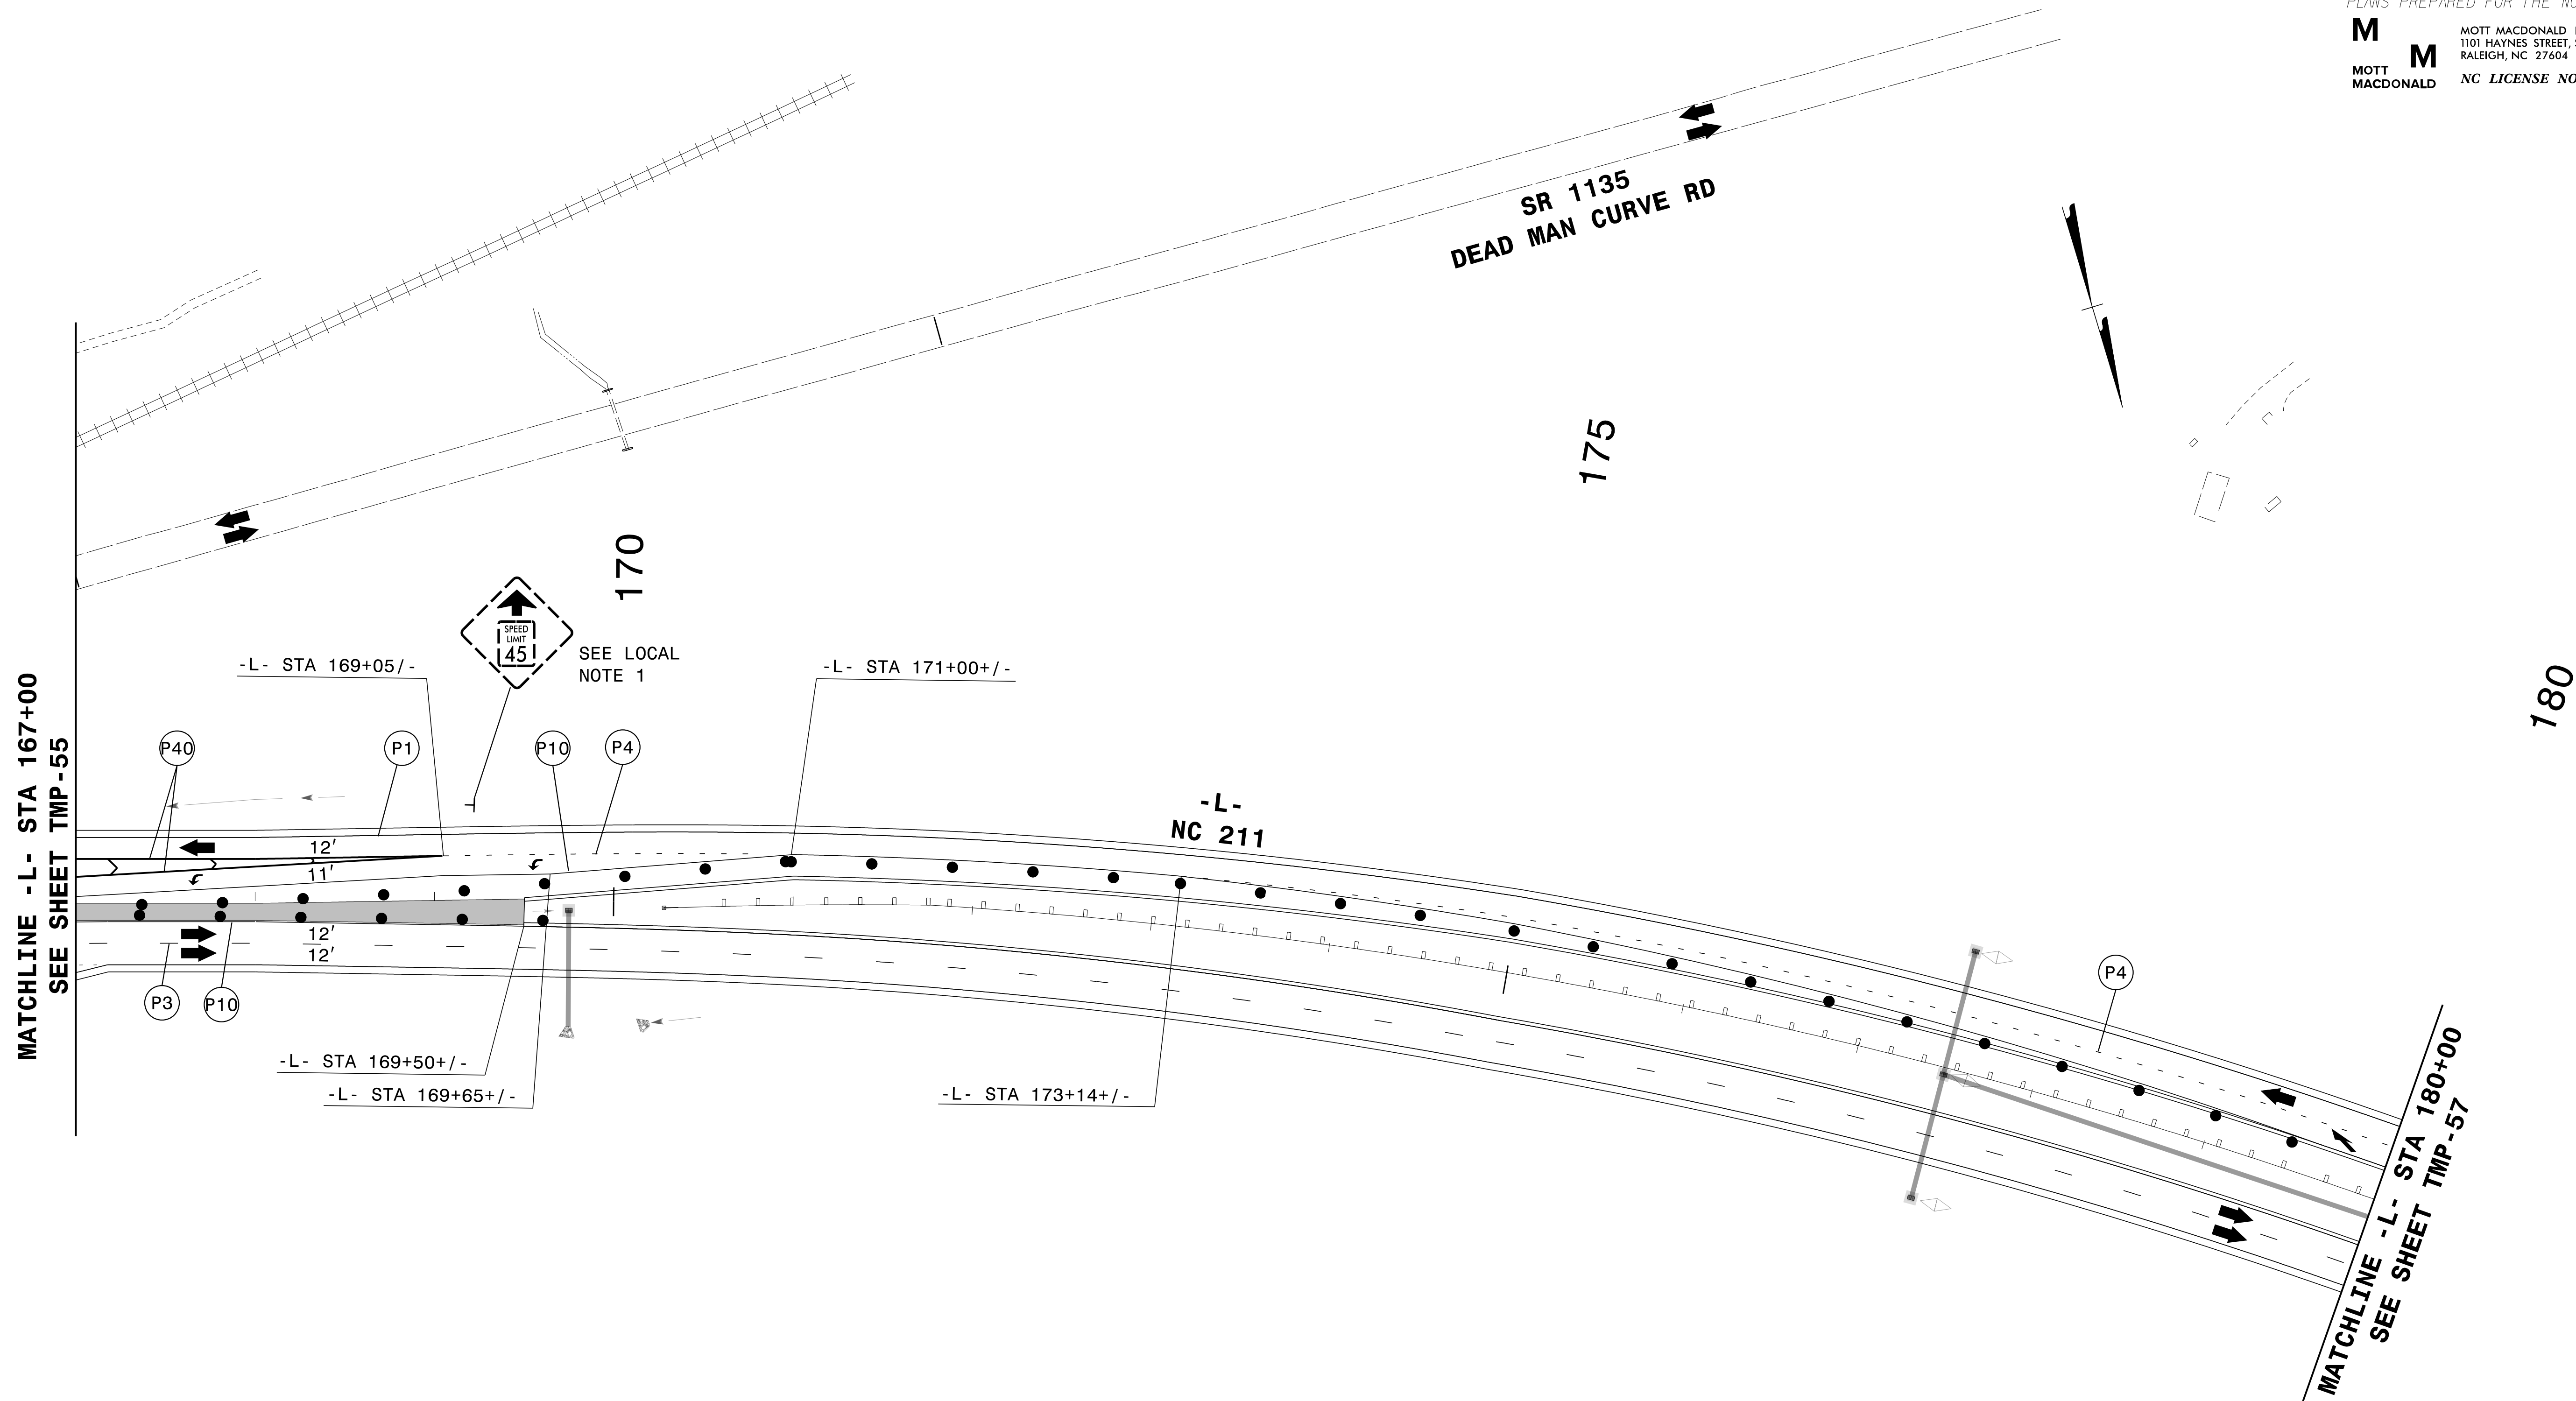 PLANS PREPARED FOR THE
M
M
MOTT
MACDONALD
MOTT MACDONALD
1101 HAYNES STREET,
RALEIGH, NC 27604
NC LICENSE NO
SR 1135
DEAD MAN CURVE RD
175
170
180
SPEED
LIMIT
45
SEE LOCAL
NOTE 1
-L- STA 169+05/-
-L- STA 171+00+/-
MATCHLINE -L- STA 167+00
SEE SHEET TMP-55
P40
P1
P10
P4
-L-
NC 211
12'
11'
12'
12'
P3
P10
P4
-L- STA 169+50+/-
-L- STA 169+65+/-
-L- STA 173+14+/-
MATCHLINE -L- STA 180+00
SEE SHEET TMP-57